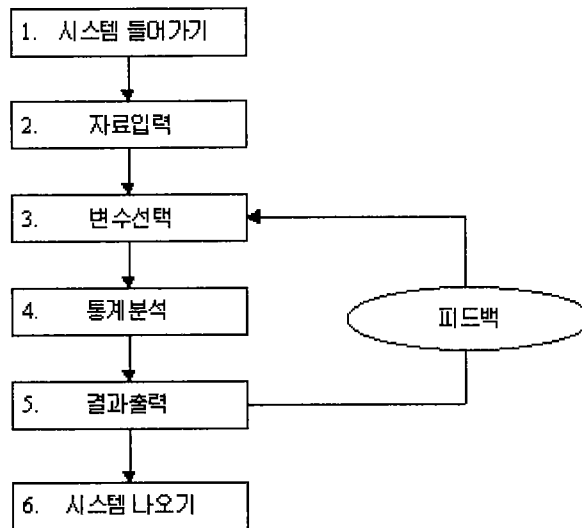 1. 시스템 들어가기
2. 자료입력
3. 변수선택
4. 통계분석
피드백
5. 결과출력
6. 시스템 나오기